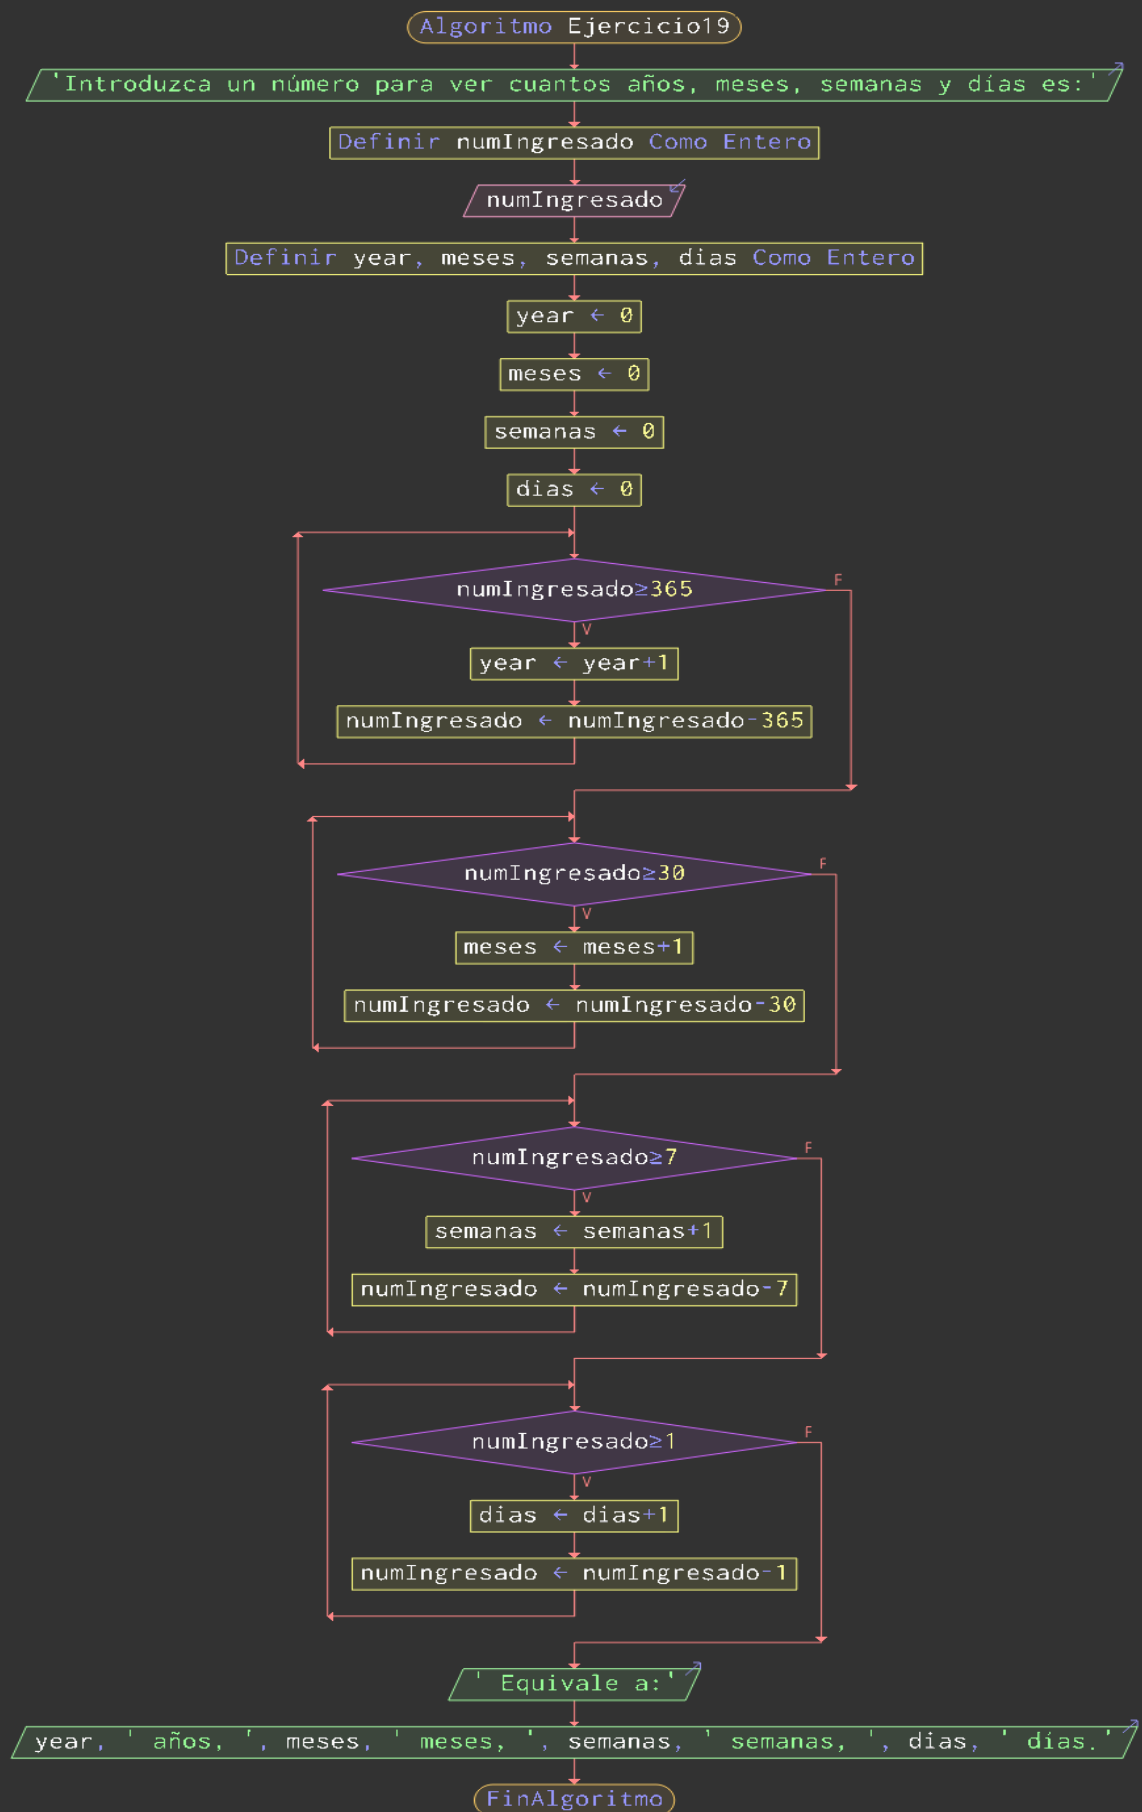 Algoritmo Ejercicio19
'Introduzca un número para ver cuantos años, meses, semanas y días es:'
Definir numIngresado Como Entero
numIngresado
Definir year, meses, semanas, dias Como Entero
year ← 0
meses ← 0
semanas ← 0
dias ← 0
numIngresado≥365
F
V
year ← year+1
numIngresado ← numIngresado-365
numIngresado≥30
F
V
meses ← meses+1
numIngresado ← numIngresado-30
numIngresado≥7
F
V
semanas ← semanas+1
numIngresado ← numIngresado-7
numIngresado≥1
F
V
dias ← dias+1
numIngresado ← numIngresado-1
' Equivale a:'
year, ' años, ', meses, ' meses, ', semanas, ' semanas, ', dias, ' días.'
FinAlgoritmo